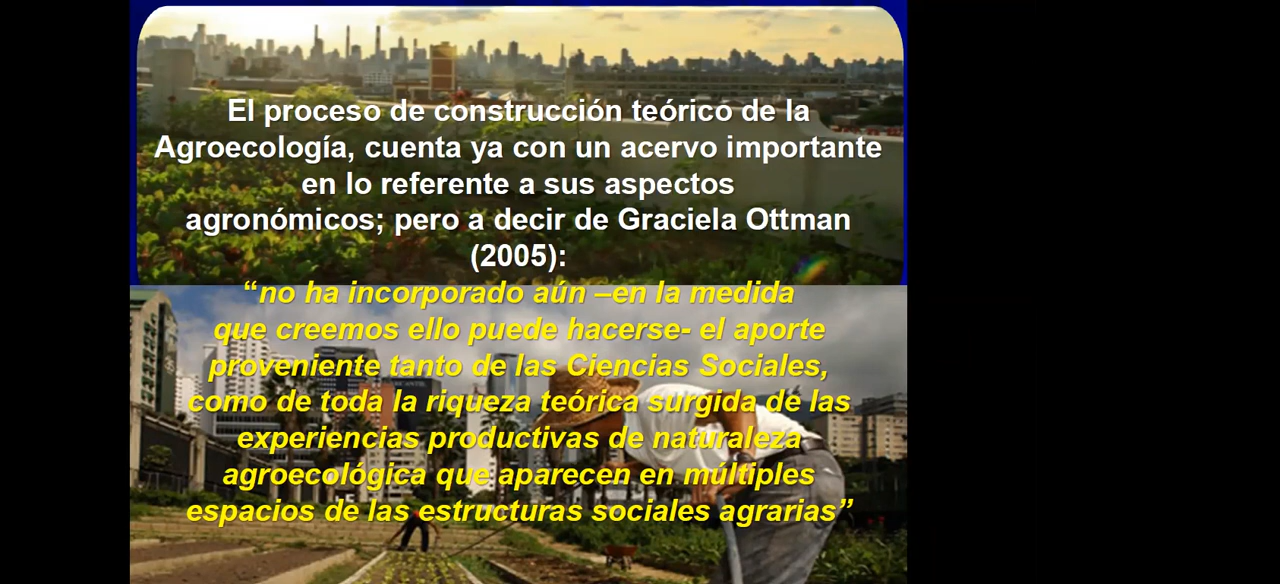 El proceso de construcción teórico de la
Agroecología, cuenta ya con un acervo importante
en lo referente a sus aspectos
agronómicos; pero a decir de Graciela Ottman
(2005):
“no ha incorporado aún –en la medida
que creemos ello puede hacerse- el aporte
proveniente tanto de las Ciencias Sociales,
como de toda la riqueza teórica surgida de las
experiencias productivas de naturaleza
agroecológica que aparecen en múltiples
espacios de las estructuras sociales agrarias”